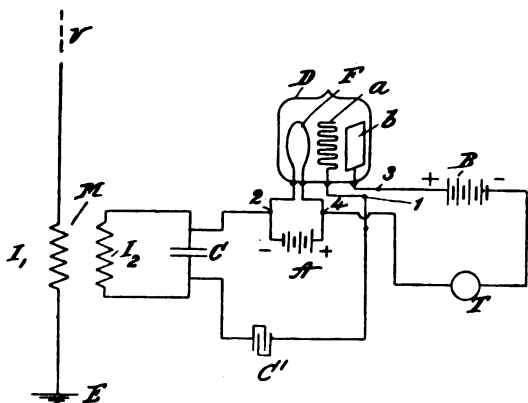 V
D F a
b
3 + B -
1
M
2 4
I₁ I₂ C - A + T
C"
E